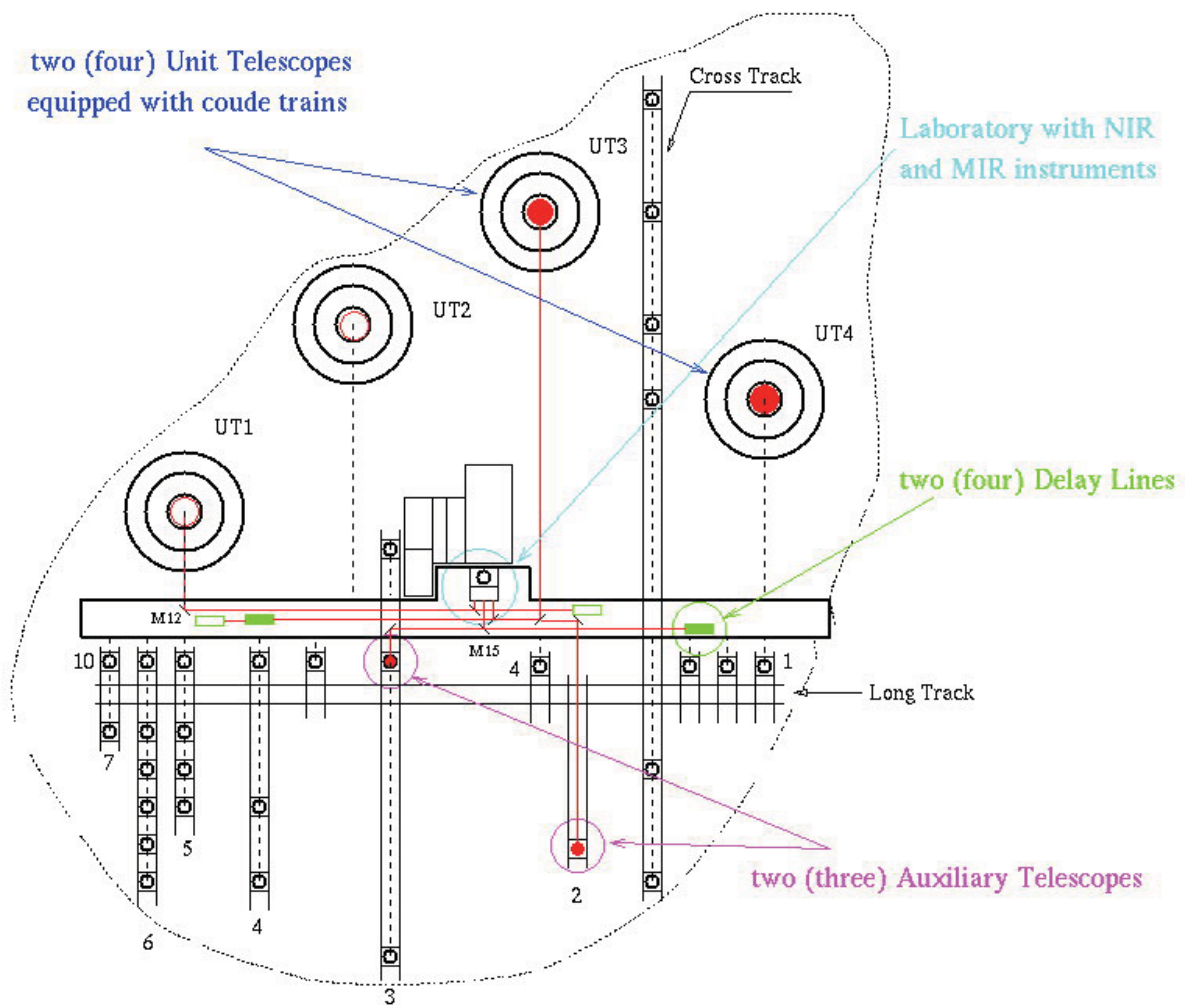 two (four) Unit Telescopes
equipped with coude trains
Cross Track
UT3
Laboratory with NIR
and MIR instruments
UT2
UT4
UT1
two (four) Delay Lines
M12
M15
10
4
1
Long Track
7
5
two (three) Auxiliary Telescopes
2
6
4
3